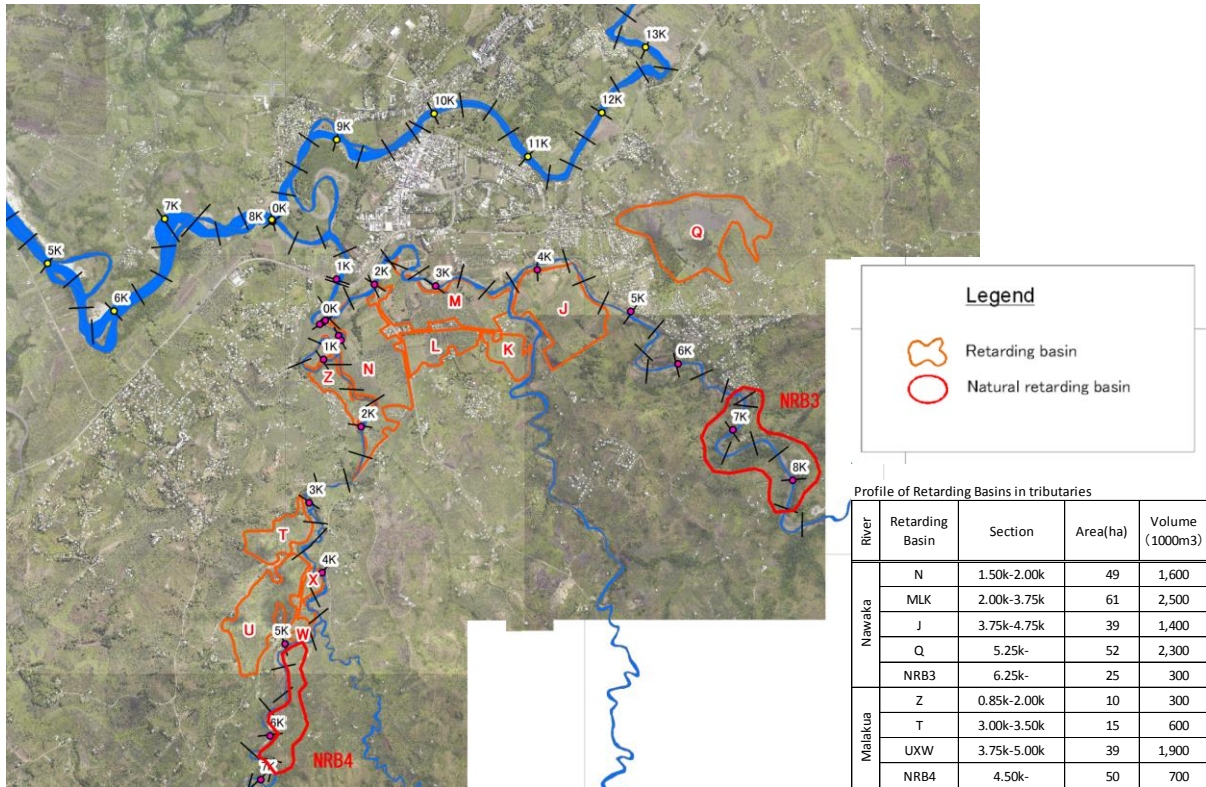 13K
12K
10K
9K
11K
7K
8K
0K
5K
6K
Q
1K
2K
3K
4K
M
J
5K
0K
L
K
1K
Z
N
6K
2K
NRB3
7K
8K
3K
T
4K
X
U
5K
W
6K
NRB4
7K
Legend
Retarding basin
Natural retarding basin
Profile of Retarding Basins in tributaries
River Retarding Basin Section Area(ha) Volume (1000m3)
Nawaka
N 1.50k-2.00k 49 1,600
MLK 2.00k-3.75k 61 2,500
J 3.75k-4.75k 39 1,400
Q 5.25k- 52 2,300
NRB3 6.25k- 25 300
Malakua
Z 0.85k-2.00k 10 300
T 3.00k-3.50k 15 600
UXW 3.75k-5.00k 39 1,900
NRB4 4.50k- 50 700